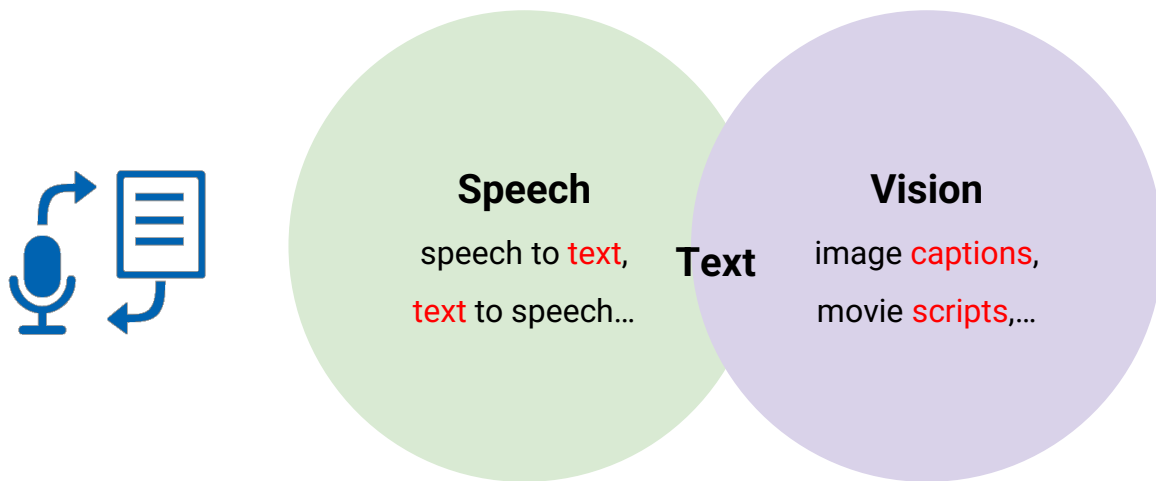 Speech
speech to text,
text to speech…
Text
Vision
image captions,
movie scripts,…